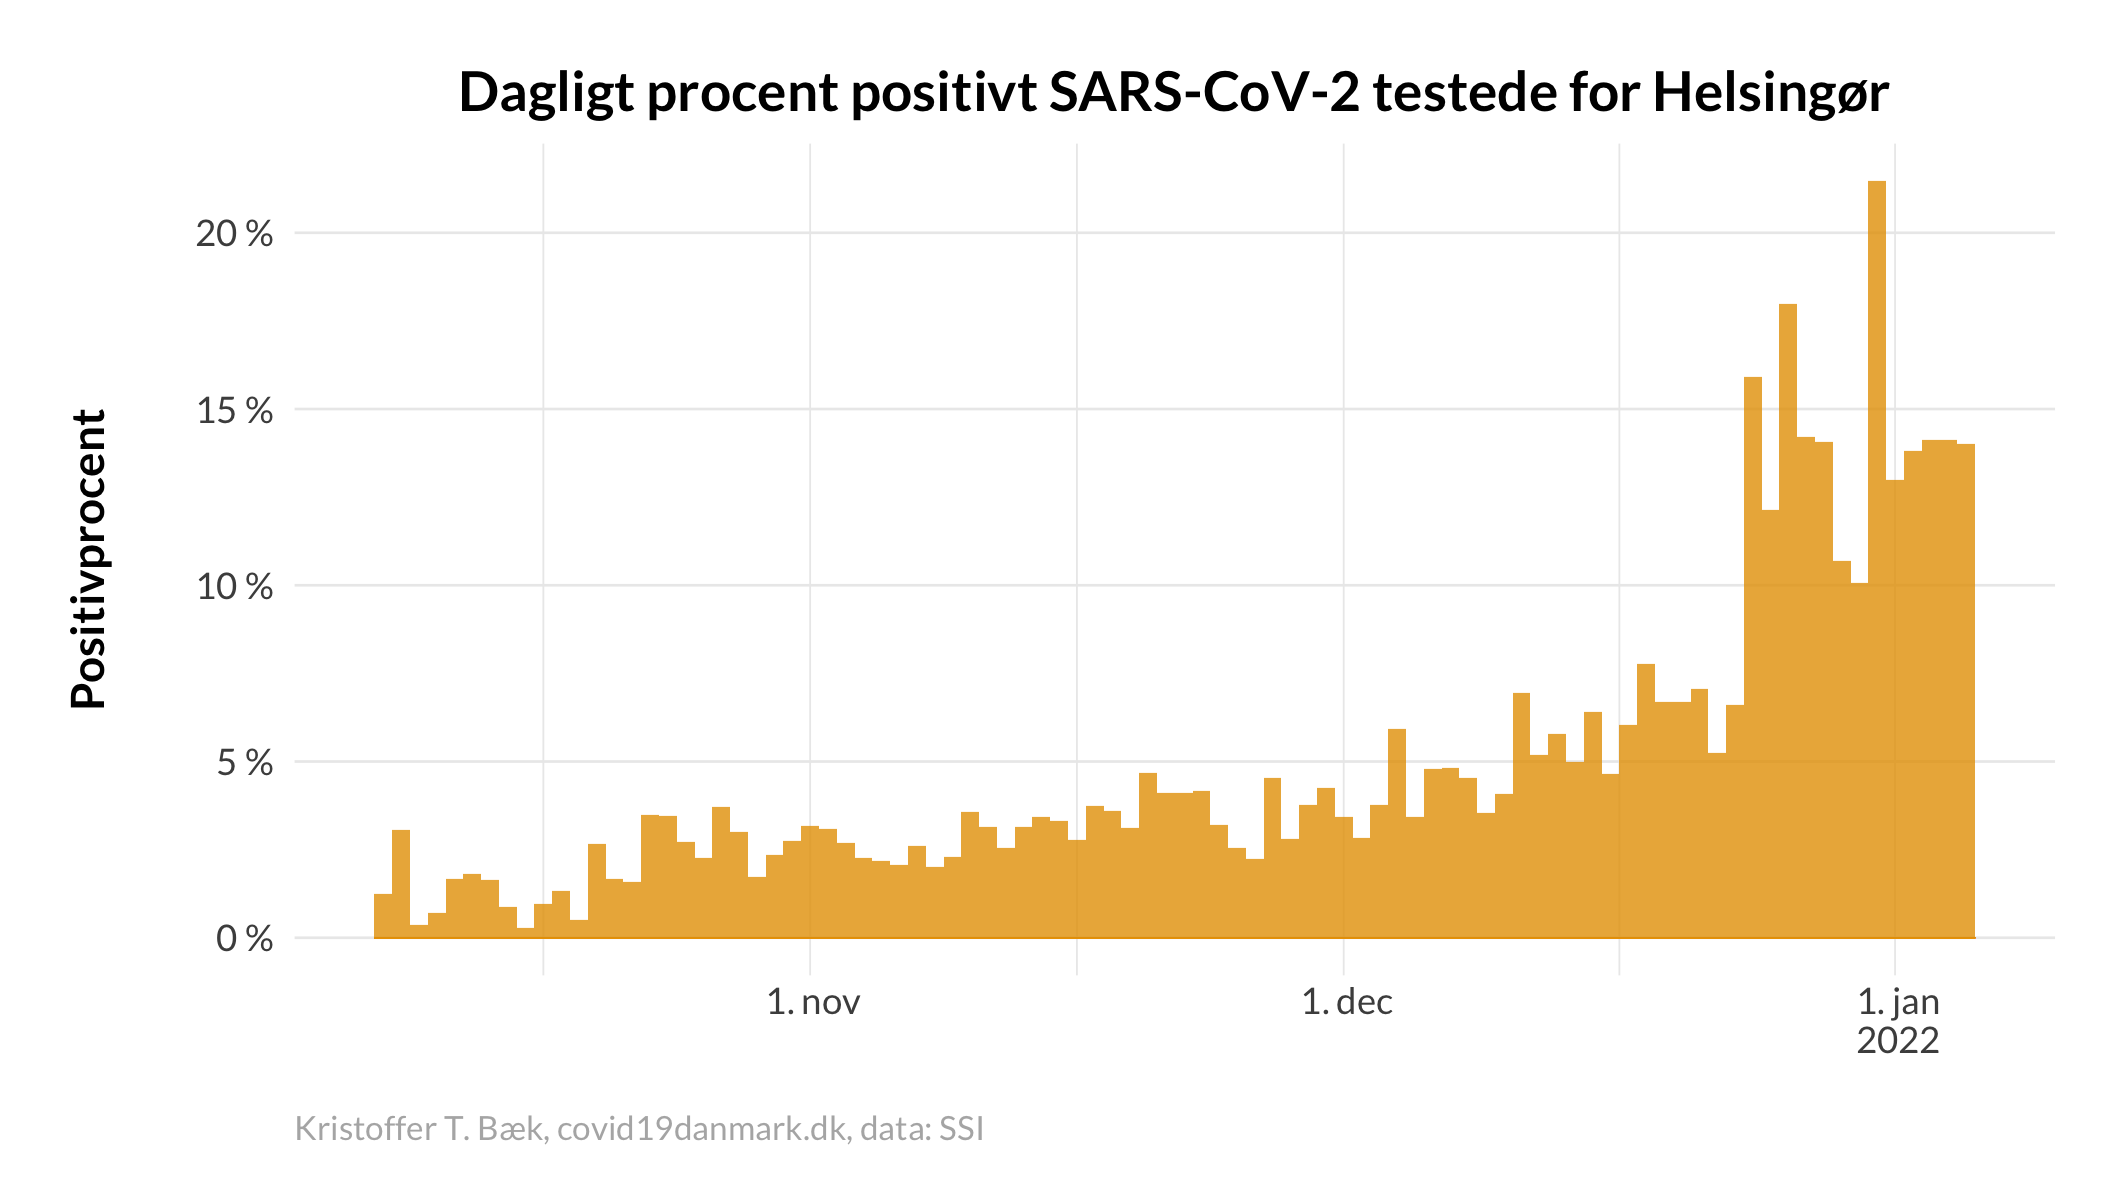 Dagligt procent positivt SARS-CoV-2 testede for Helsingør
Positivprocent
20 %
15 %
10 %
5 %
0 %
1. nov
1. dec
1. jan
2022
Kristoffer T. Bæk, covid19danmark.dk, data: SSI